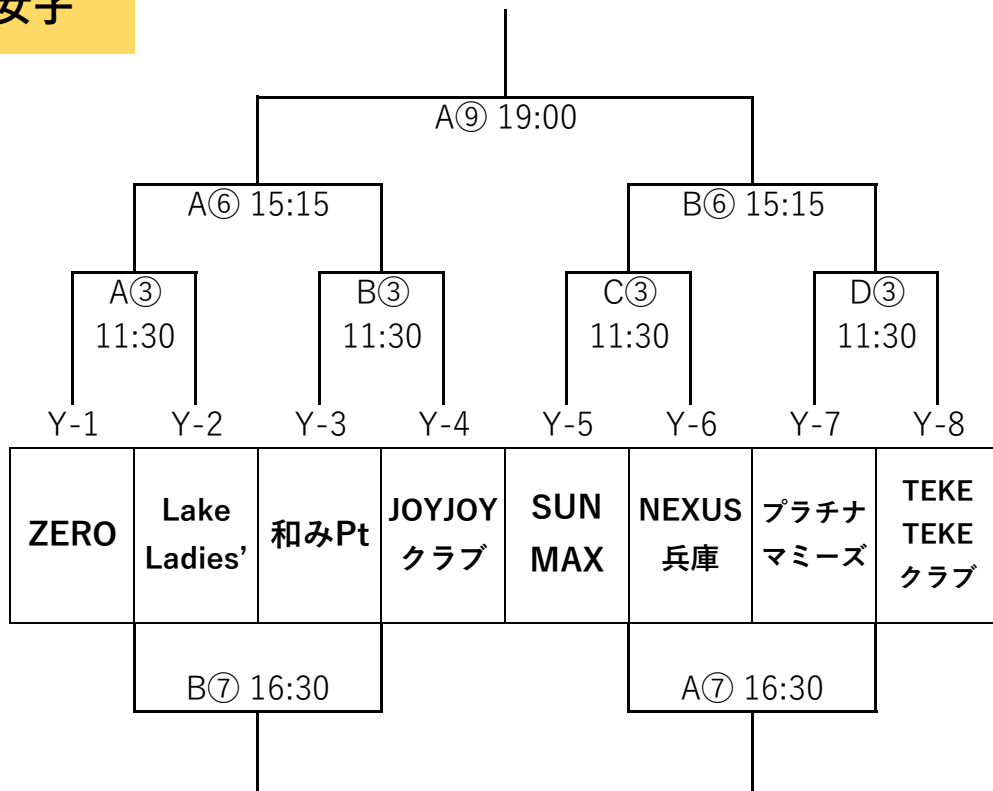 女子
A⑨ 19:00
A⑥ 15:15
B⑥ 15:15
A③
11:30
B③
11:30
C③
11:30
D③
11:30
Y-1
Y-2
Y-3
Y-4
Y-5
Y-6
Y-7
Y-8
ZERO
Lake
Ladies’
和みPt
JOYJOY
クラブ
SUN
MAX
NEXUS
兵庫
プラチナ
マミーズ
TEKE
TEKE
クラブ
B⑦ 16:30
A⑦ 16:30